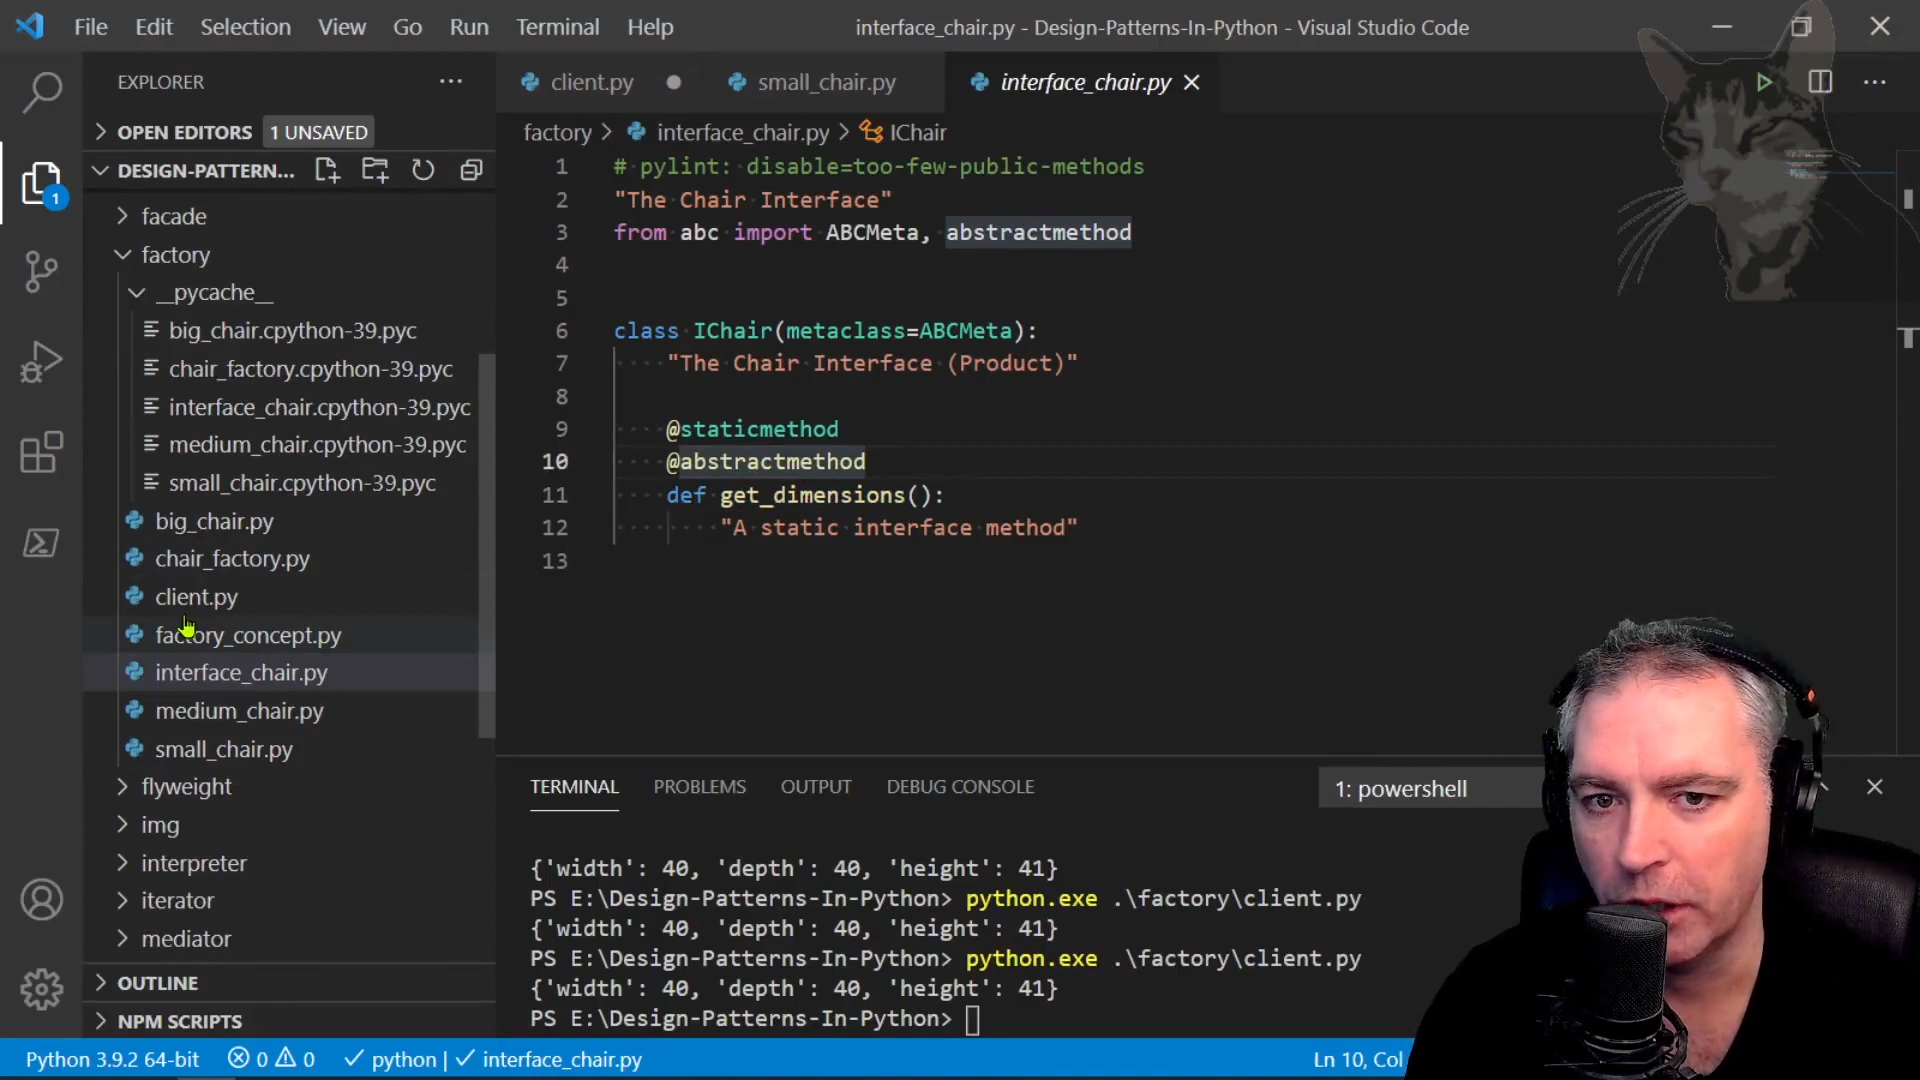 File Edit Selection View Go Run Terminal Help
interface_chair.py - Design-Patterns-In-Python - Visual Studio Code
EXPLORER
OPEN EDITORS 1 UNSAVED
DESIGN-PATTERN...
1
facade
factory
__pycache__
big_chair.cpython-39.pyc
chair_factory.cpython-39.pyc
interface_chair.cpython-39.pyc
medium_chair.cpython-39.pyc
small_chair.cpython-39.pyc
big_chair.py
chair_factory.py
client.py
factory_concept.py
interface_chair.py
medium_chair.py
small_chair.py
flyweight
img
interpreter
iterator
mediator
OUTLINE
NPM SCRIPTS
client.py small_chair.py interface_chair.py
factory > interface_chair.py > IChair
1 # pylint: disable=too-few-public-methods
2 "The Chair Interface"
3 from abc import ABCMeta, abstractmethod
4
5
6 class IChair(metaclass=ABCMeta):
7 "The Chair Interface (Product)"
8
9 @staticmethod
10 @abstractmethod
11 def get_dimensions():
12 "A static interface method"
13
TERMINAL PROBLEMS OUTPUT DEBUG CONSOLE
1: powershell
{'width': 40, 'depth': 40, 'height': 41}
PS E:\Design-Patterns-In-Python> python.exe .\factory\client.py
{'width': 40, 'depth': 40, 'height': 41}
PS E:\Design-Patterns-In-Python> python.exe .\factory\client.py
{'width': 40, 'depth': 40, 'height': 41}
PS E:\Design-Patterns-In-Python>
Python 3.9.2 64-bit 0 0 python | interface_chair.py
Ln 10, Col